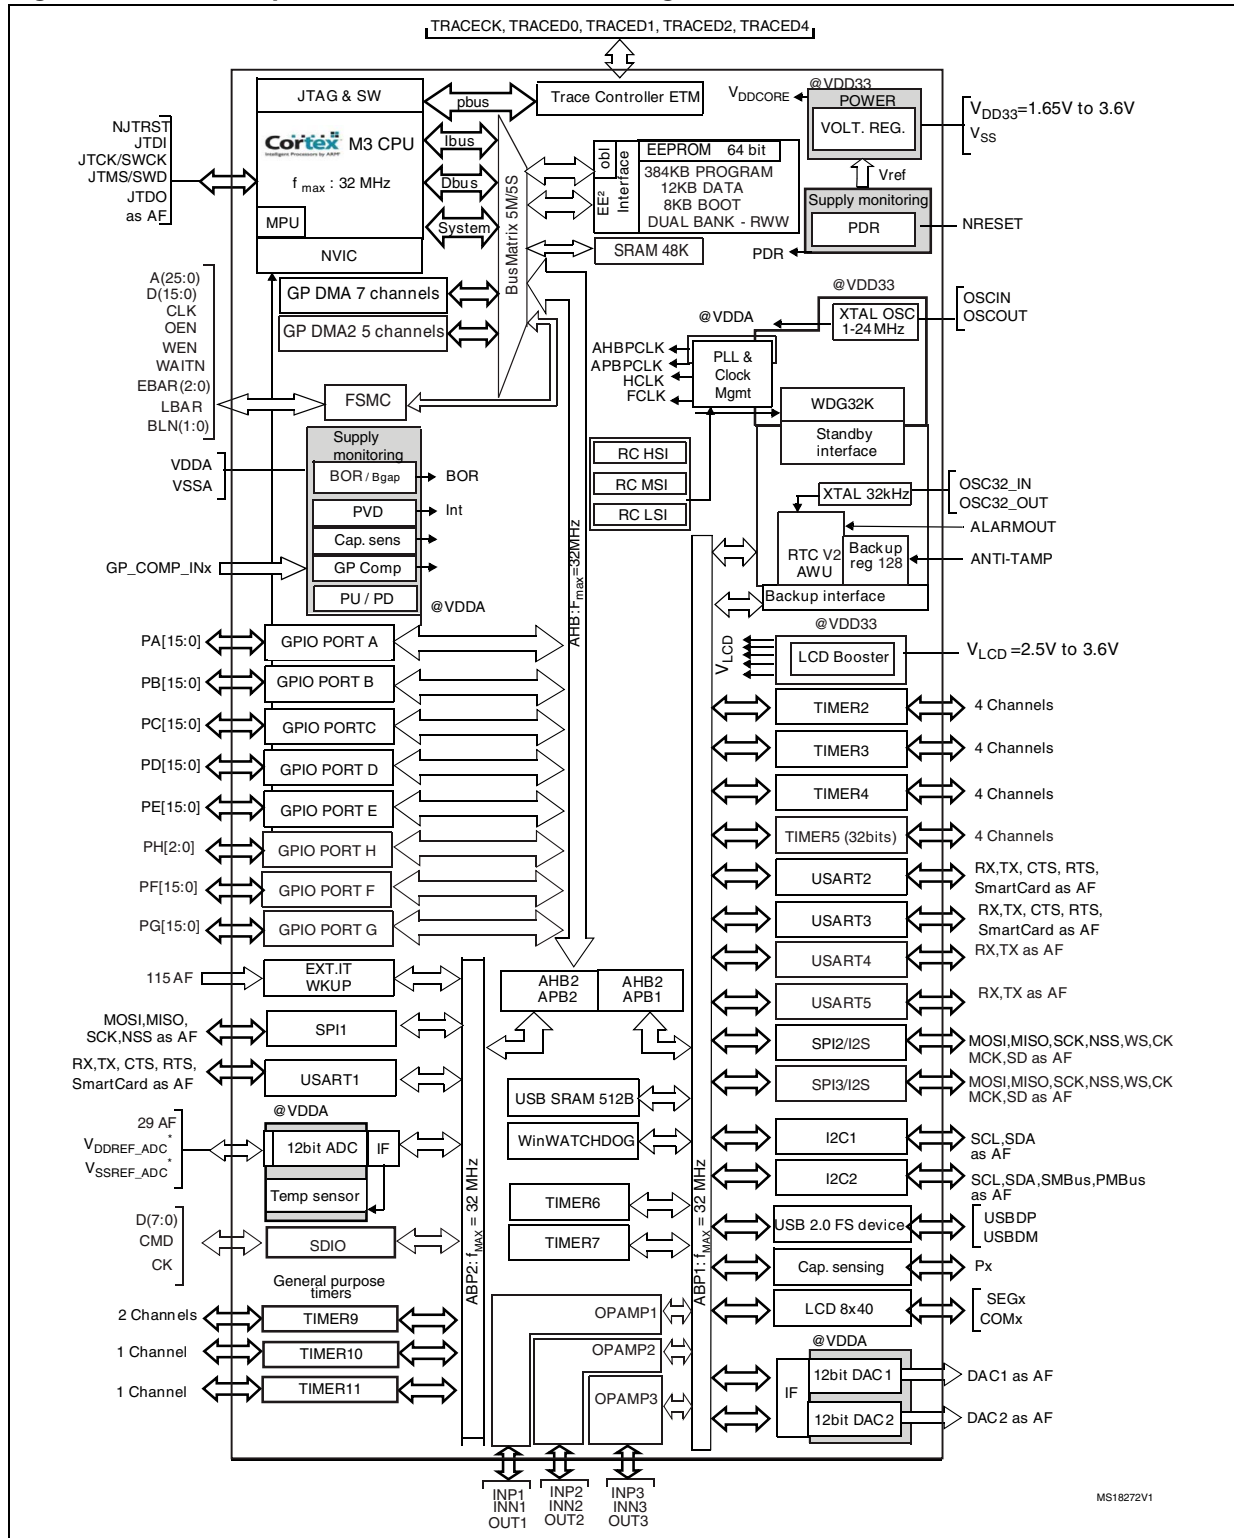 TRACECK, TRACED0, TRACED1, TRACED2, TRACED4
JTAG & SW
pbus
Trace Controller ETM
NJTRST
JTDI
JTCK/SWCK
JTMS/SWD
JTDO
as AF
Cortex M3 CPU
Intelligent Processors by ARM
f max : 32 MHz
MPU
NVIC
Ibus
Dbus
System
BusMatrix 5M/5S
EE² obl
Interface
EEPROM 64 bit
384KB PROGRAM
12KB DATA
8KB BOOT
DUAL BANK - RWW
SRAM 48K
@VDD33
POWER
VOLT. REG.
VDDCORE
VDD33=1.65V to 3.6V
VSS
Vref
Supply monitoring
PDR
PDR
NRESET
GP DMA 7 channels
GP DMA2 5 channels
A(25:0)
D(15:0)
CLK
OEN
WEN
WAITN
EBAR(2:0)
LBAR
BLN(1:0)
FSMC
@VDD33
@VDDA
XTAL OSC
1-24 MHz
OSCIN
OSCOUT
AHBPCLK
APBPCLK
HCLK
FCLK
PLL &
Clock
Mgmt
WDG32K
Standby
interface
Supply
monitoring
VDDA
VSSA
BOR / Bgap
BOR
PVD
Int
Cap. sens
GP Comp
PU / PD
@VDDA
GP_COMP_INx
RC HSI
RC MSI
RC LSI
XTAL 32kHz
OSC32_IN
OSC32_OUT
ALARMOUT
RTC V2
AWU
Backup
reg 128
ANTI-TAMP
Backup interface
AHB:Fmax=32MHz
PA[15:0]
GPIO PORT A
PB[15:0]
GPIO PORT B
PC[15:0]
GPIO PORTC
PD[15:0]
GPIO PORT D
PE[15:0]
GPIO PORT E
PH[2:0]
GPIO PORT H
PF[15:0]
GPIO PORT F
PG[15:0]
GPIO PORT G
@VDD33
VLCD
LCD Booster
VLCD =2.5V to 3.6V
TIMER2
4 Channels
TIMER3
4 Channels
TIMER4
4 Channels
TIMER5 (32bits)
4 Channels
USART2
RX,TX, CTS, RTS,
SmartCard as AF
USART3
RX,TX, CTS, RTS,
SmartCard as AF
USART4
RX,TX as AF
USART5
RX,TX as AF
SPI2/I2S
MOSI,MISO,SCK,NSS,WS,CK
MCK,SD as AF
SPI3/I2S
MOSI,MISO,SCK,NSS,WS,CK
MCK,SD as AF
I2C1
SCL,SDA
as AF
I2C2
SCL,SDA,SMBus,PMBus
as AF
USB 2.0 FS device
USBDP
USBDM
Cap. sensing
Px
LCD 8x40
SEGx
COMx
@VDDA
IF
12bit DAC1
DAC1 as AF
12bit DAC2
DAC2 as AF
115 AF
EXT.IT
WKUP
MOSI,MISO,
SCK,NSS as AF
SPI1
RX,TX, CTS, RTS,
SmartCard as AF
USART1
@VDDA
29 AF
VDDREF_ADC*
VSSREF_ADC*
12bit ADC
IF
Temp sensor
D(7:0)
CMD
CK
SDIO
General purpose
timers
2 Channels
TIMER9
1 Channel
TIMER10
1 Channel
TIMER11
ABP2: fMAX = 32 MHz
AHB2
APB2
AHB2
APB1
USB SRAM 512B
WinWATCHDOG
TIMER6
TIMER7
ABP1: fMAX = 32 MHz
OPAMP1
OPAMP2
OPAMP3
INP1
INN1
OUT1
INP2
INN2
OUT2
INP3
INN3
OUT3
MS18272V1